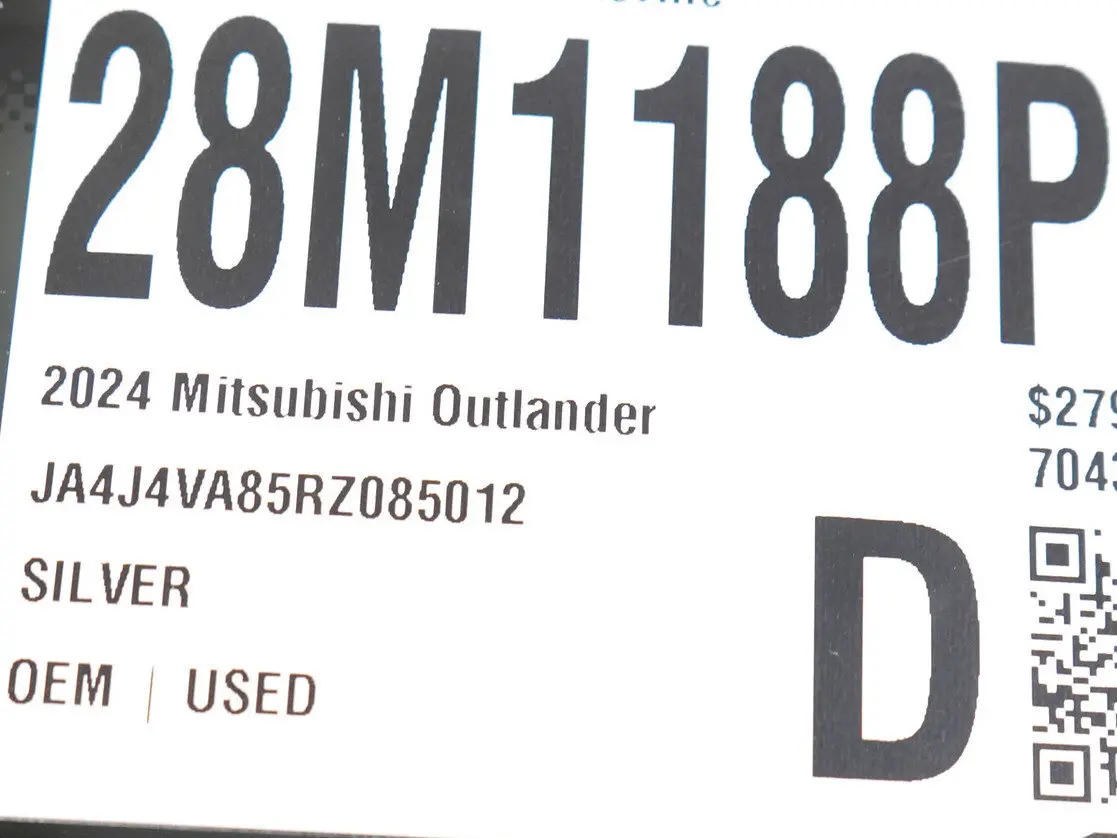 28M1188P
2024 Mitsubishi Outlander
$279
JA4J4VA85RZ085012
7043
SILVER
D
OEM | USED